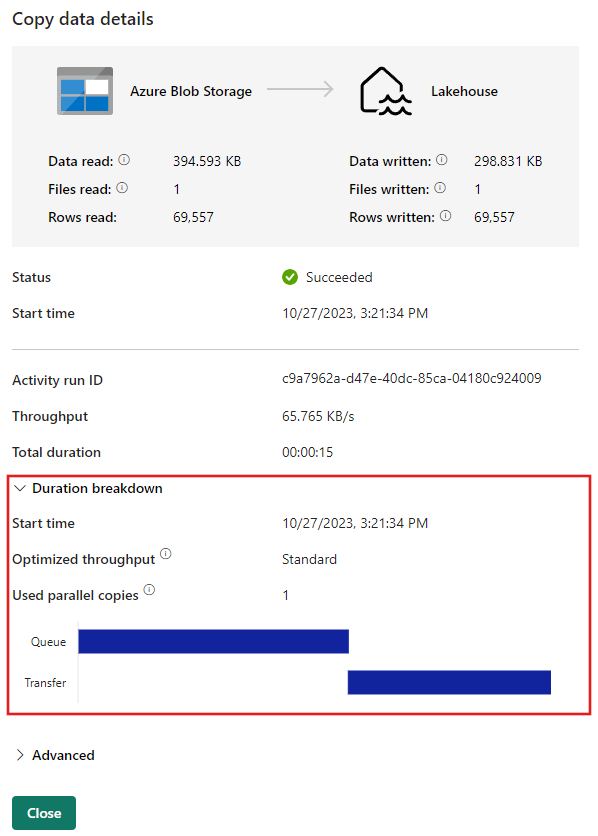 Copy data details
Azure Blob Storage
Lakehouse
Data read: 394.593 KB Data written: 298.831 KB
Files read: 1 Files written: 1
Rows read: 69,557 Rows written: 69,557
Status Succeeded
Start time 10/27/2023, 3:21:34 PM
Activity run ID c9a7962a-d47e-40dc-85ca-04180c924009
Throughput 65.765 KB/s
Total duration 00:00:15
Duration breakdown
Start time 10/27/2023, 3:21:34 PM
Optimized throughput Standard
Used parallel copies 1
Queue
Transfer
Advanced
Close